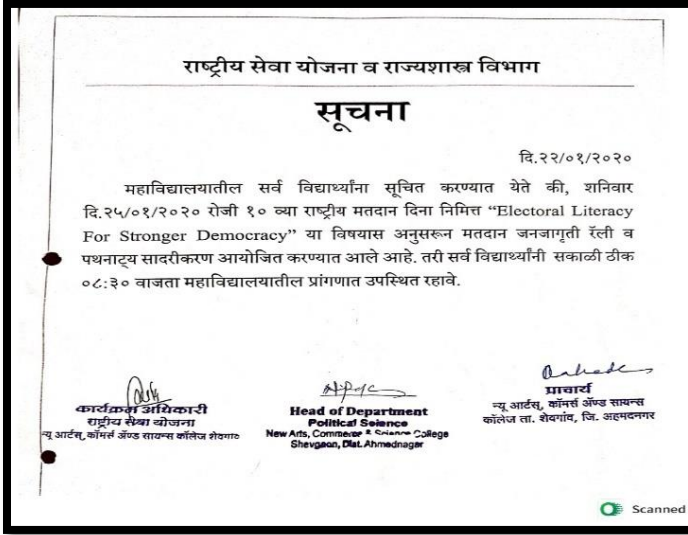 राष्ट्रीय सेवा योजना व राज्यशास्त्र विभाग
सूचना
दि.२२/०१/२०२०
महाविद्यालयातील सर्व विद्यार्थ्यांना सूचित करण्यात येते की, शनिवार
दि.२५/०१/२०२० रोजी १० व्या राष्ट्रीय मतदान दिना निमित्त “Electoral Literacy
For Stronger Democracy” या विषयास अनुसरून मतदान जनजागृती रॅली व
पथनाट्य सादरीकरण आयोजित करण्यात आले आहे. तरी सर्व विद्यार्थ्यांनी सकाळी ठीक
०८:३० वाजता महाविद्यालयातील प्रांगणात उपस्थित रहावे.
कार्यक्रम अधिकारी
राष्ट्रीय सेवा योजना
न्यू आर्टस्, कॉमर्स अॅण्ड सायन्स कॉलेज शेवगाव
Head of Department
Political Science
New Arts, Commerce & Science College
Shevgaon, Dist. Ahmednagar
प्राचार्य
न्यू आर्टस्, कॉमर्स अॅण्ड सायन्स
कॉलेज ता. शेवगांव, जि. अहमदनगर
Scanned